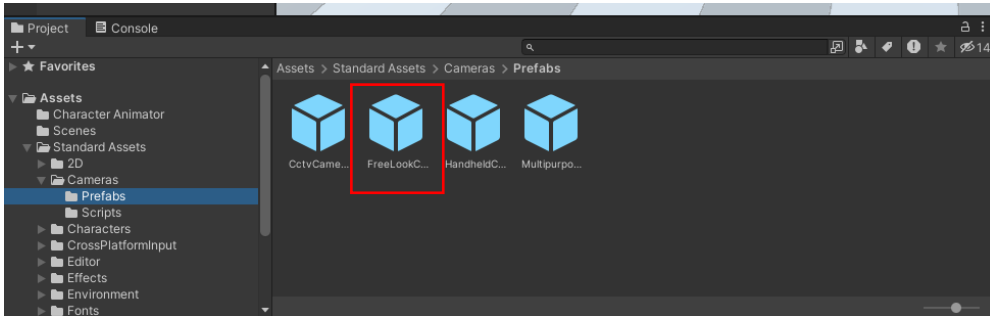 Project
Console
14
Favorites
Assets > Standard Assets > Cameras > Prefabs
Assets
Character Animator
Scenes
Standard Assets
2D
Cameras
Prefabs
Scripts
Characters
CrossPlatformInput
Editor
Effects
Environment
Fonts
CctvCame...
FreeLookC...
HandheldC...
Multipurpo...